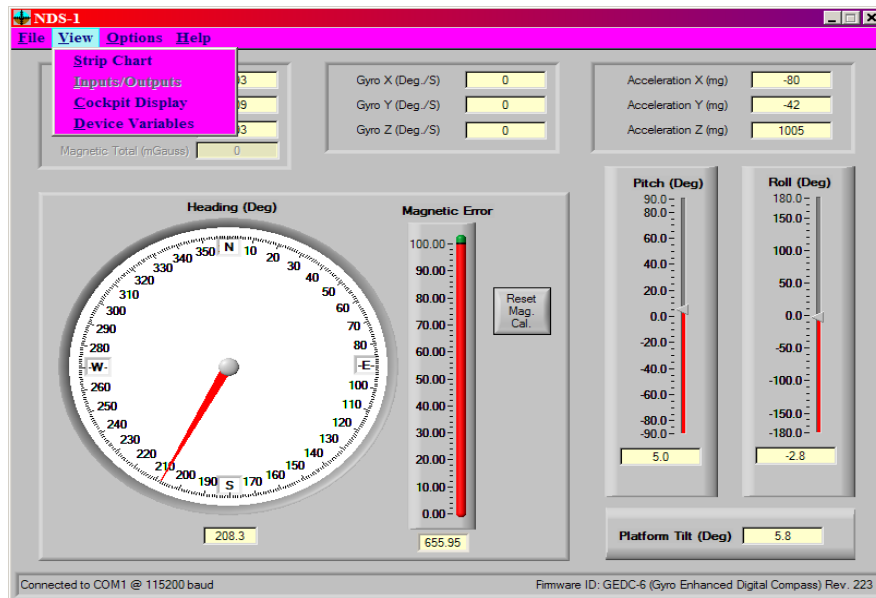 NDS-1
File View Options Help
Strip Chart
Inputs/Outputs
Cockpit Display
Device Variables
Magnetic Total (mGauss) 0
Gyro X (Deg./S) 0
Gyro Y (Deg./S) 0
Gyro Z (Deg./S) 0
Acceleration X (mg) -80
Acceleration Y (mg) -42
Acceleration Z (mg) 1005
Heading (Deg)
N 10 20 30 40 50 60 70 80 -E- 100 110 120 130 140 150 160 170 S 190 200 210 220 230 240 250 260 -W- 280 290 300 310 320 330 340 350
208.3
Magnetic Error
100.00
90.00
80.00
70.00
60.00
50.00
40.00
30.00
20.00
10.00
0.00
655.95
Reset
Mag.
Cal.
Pitch (Deg)
90.0
80.0
60.0
40.0
20.0
0.0
-20.0
-40.0
-60.0
-80.0
-90.0
5.0
Roll (Deg)
180.0
150.0
100.0
50.0
0.0
-50.0
-100.0
-150.0
-180.0
-2.8
Platform Tilt (Deg) 5.8
Connected to COM1 @ 115200 baud
Firmware ID: GEDC-6 (Gyro Enhanced Digital Compass) Rev. 223